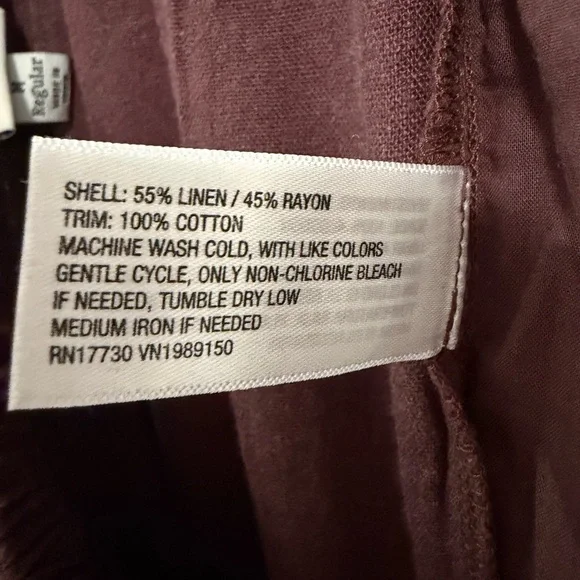 M
Regular
SHELL: 55% LINEN / 45% RAYON
TRIM: 100% COTTON
MACHINE WASH COLD, WITH LIKE COLORS
GENTLE CYCLE, ONLY NON-CHLORINE BLEACH
IF NEEDED, TUMBLE DRY LOW
MEDIUM IRON IF NEEDED
RN17730 VN1989150